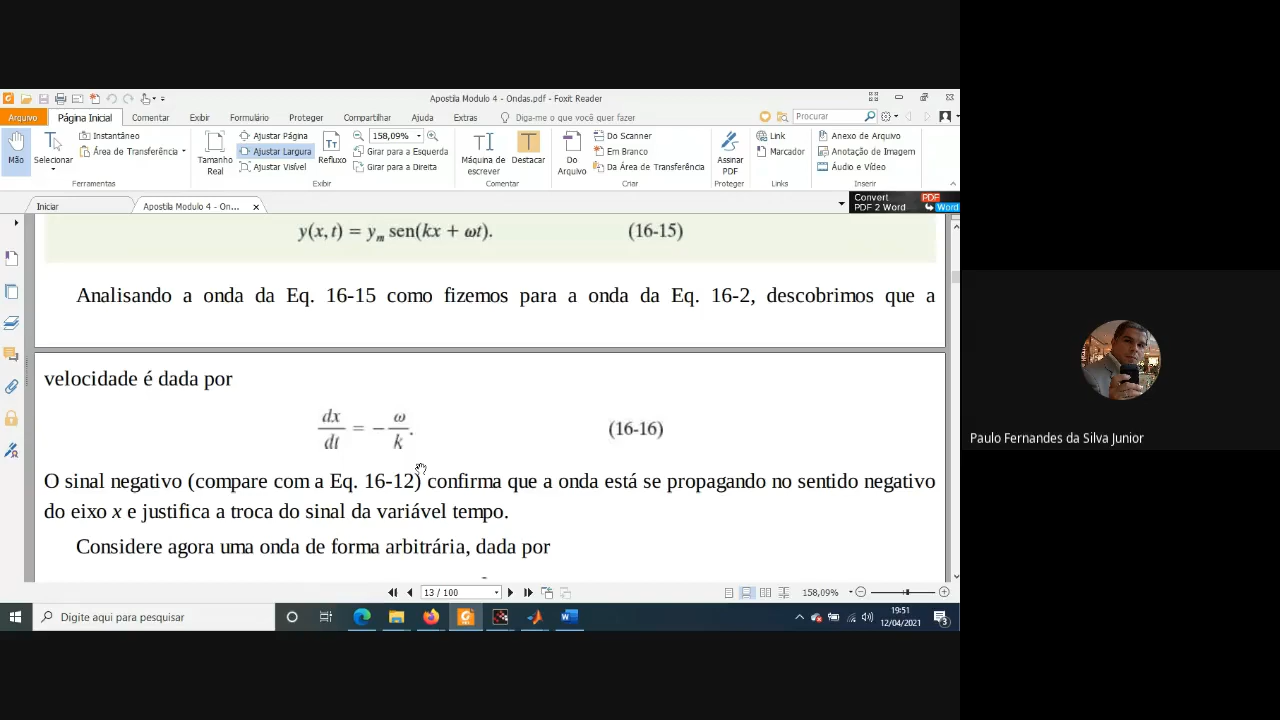 Apostila Modulo 4 - Ondas.pdf - Foxit Reader
Arquivo Página Inicial Comentar Exibir Formulário Proteger Compartilhar Ajuda Extras Diga-me o que você quer fazer Procurar
Mão
Selecionar
Instantâneo
Área de Transferência
Ferramentas
Tamanho Real
Ajustar Página
Ajustar Largura
Ajustar Visível
Refluxo
158,09%
Girar para a Esquerda
Girar para a Direita
Exibir
Máquina de escrever
Destacar
Comentar
Do Arquivo
Do Scanner
Em Branco
Da Área de Transferência
Criar
Assinar PDF
Proteger
Link
Marcador
Links
Anexo de Arquivo
Anotação de Imagem
Áudio e Vídeo
Inserir
Iniciar Apostila Modulo 4 - On...
Convert PDF
PDF 2 Word Word
y(x, t) = y_m sen(kx + ωt). (16-15)
Analisando a onda da Eq. 16-15 como fizemos para a onda da Eq. 16-2, descobrimos que a
velocidade é dada por
dx/dt = − ω/k. (16-16)
O sinal negativo (compare com a Eq. 16-12) confirma que a onda está se propagando no sentido negativo
do eixo x e justifica a troca do sinal da variável tempo.
Considere agora uma onda de forma arbitrária, dada por
13 / 100 158,09%
Digite aqui para pesquisar
19:51
12/04/2021
3
Paulo Fernandes da Silva Junior